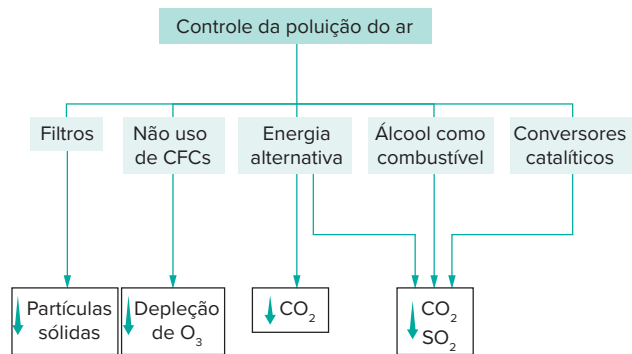 Controle da poluição do ar
Filtros
Não uso
de CFCs
Energia
alternativa
Álcool como
combustível
Conversores
catalíticos
Partículas
sólidas
Depleção
de O₃
CO₂
CO₂
SO₂